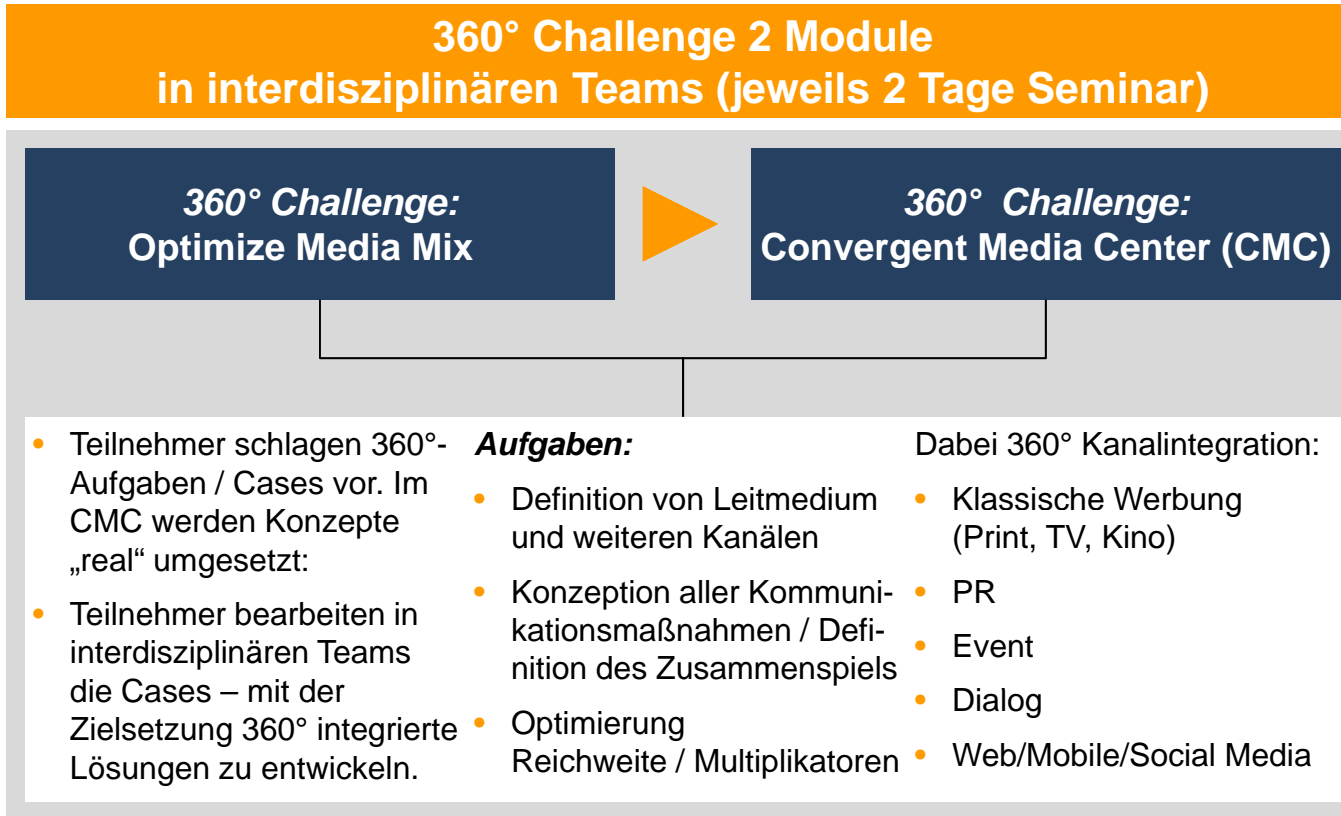 360° Challenge 2 Module
in interdisziplinären Teams (jeweils 2 Tage Seminar)
360° Challenge:
Optimize Media Mix
360° Challenge:
Convergent Media Center (CMC)
• Teilnehmer schlagen 360°-
Aufgaben / Cases vor. Im
CMC werden Konzepte
„real“ umgesetzt:
• Teilnehmer bearbeiten in
interdisziplinären Teams
die Cases – mit der
Zielsetzung 360° integrierte
Lösungen zu entwickeln.
Aufgaben:
• Definition von Leitmedium
und weiteren Kanälen
• Konzeption aller Kommuni-
kationsmaßnahmen / Defi-
nition des Zusammenspiels
• Optimierung
Reichweite / Multiplikatoren
Dabei 360° Kanalintegration:
• Klassische Werbung
(Print, TV, Kino)
• PR
• Event
• Dialog
• Web/Mobile/Social Media